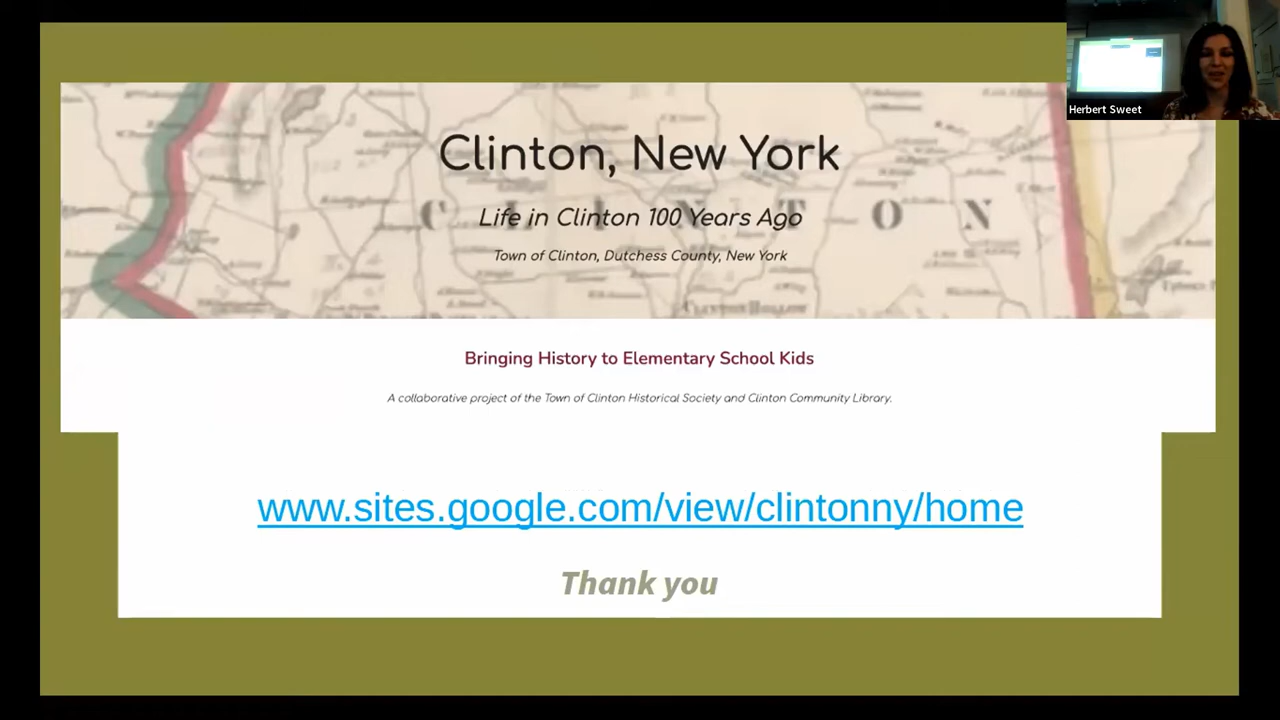 Herbert Sweet
Clinton, New York
C L I N T O N
Life in Clinton 100 Years Ago
Town of Clinton, Dutchess County, New York
CLINTON HOLLOW
Bringing History to Elementary School Kids
A collaborative project of the Town of Clinton Historical Society and Clinton Community Library.
www.sites.google.com/view/clintonny/home
Thank you